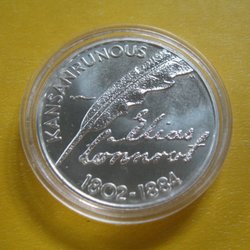 KANSANRUNOUS
Elias
Lönnrot
1802-1884